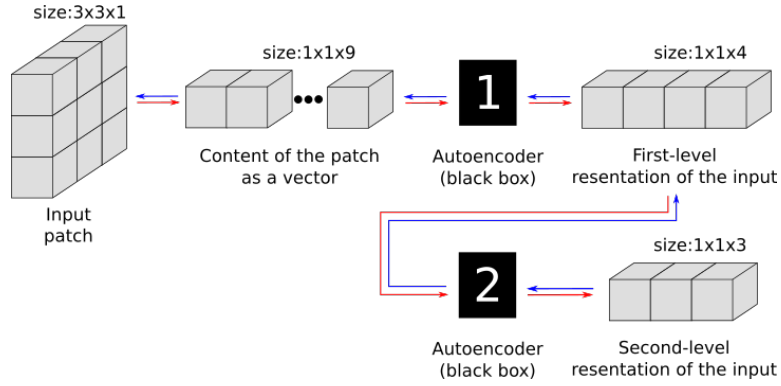 size:3x3x1
size:1x1x9
size:1x1x4
1
Content of the patch
as a vector
Autoencoder
(black box)
First-level
resentation of the input
Input
patch
size:1x1x3
2
Autoencoder
(black box)
Second-level
resentation of the input